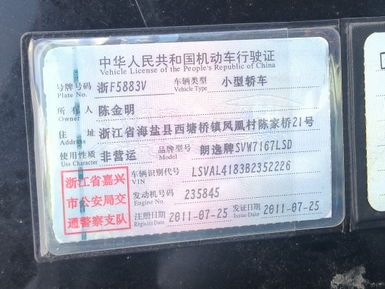 中华人民共和国机动车行驶证
Vehicle License of the People's Republic of China
号牌号码 浙F5883V 车辆类型 小型轿车
Plate No. Vehicle Type
所有人 陈金明
Owner
住址 浙江省海盐县西塘桥镇凤凰村陈家桥21号
Address
使用性质 非营运 品牌型号 朗逸牌SVW7167LSD
Use Character Model
车辆识别代号 LSVAL4183B2352226
VIN
发动机号码 235845
Engine No.
注册日期 2011-07-25 发证日期 2011-07-25
Register Date Issue Date
浙江省嘉兴
市公安局交
通警察支队